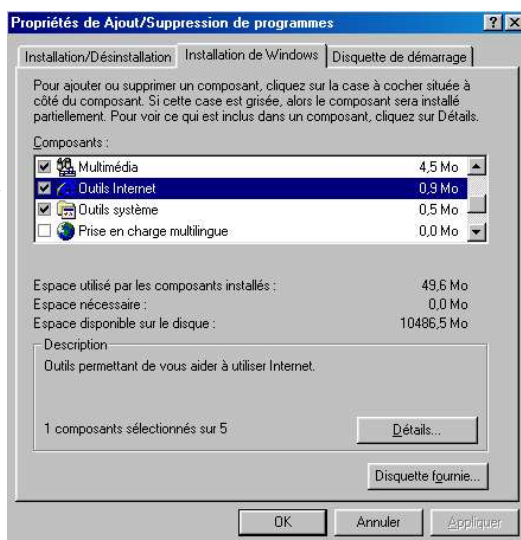 Propriétés de Ajout/Suppression de programmes
Installation/Désinstallation Installation de Windows Disquette de démarrage
Pour ajouter ou supprimer un composant, cliquez sur la case à cocher située à
côté du composant. Si cette case est grisée, alors le composant sera installé
partiellement. Pour voir ce qui est inclus dans un composant, cliquez sur Détails.
Composants :
Multimédia 4,5 Mo
Outils Internet 0,9 Mo
Outils système 0,5 Mo
Prise en charge multilingue 0,0 Mo
Espace utilisé par les composants installés : 49,6 Mo
Espace nécessaire : 0,0 Mo
Espace disponible sur le disque : 10486,5 Mo
Description
Outils permettant de vous aider à utiliser Internet.
1 composants sélectionnés sur 5 Détails...
Disquette fournie...
OK Annuler Appliquer